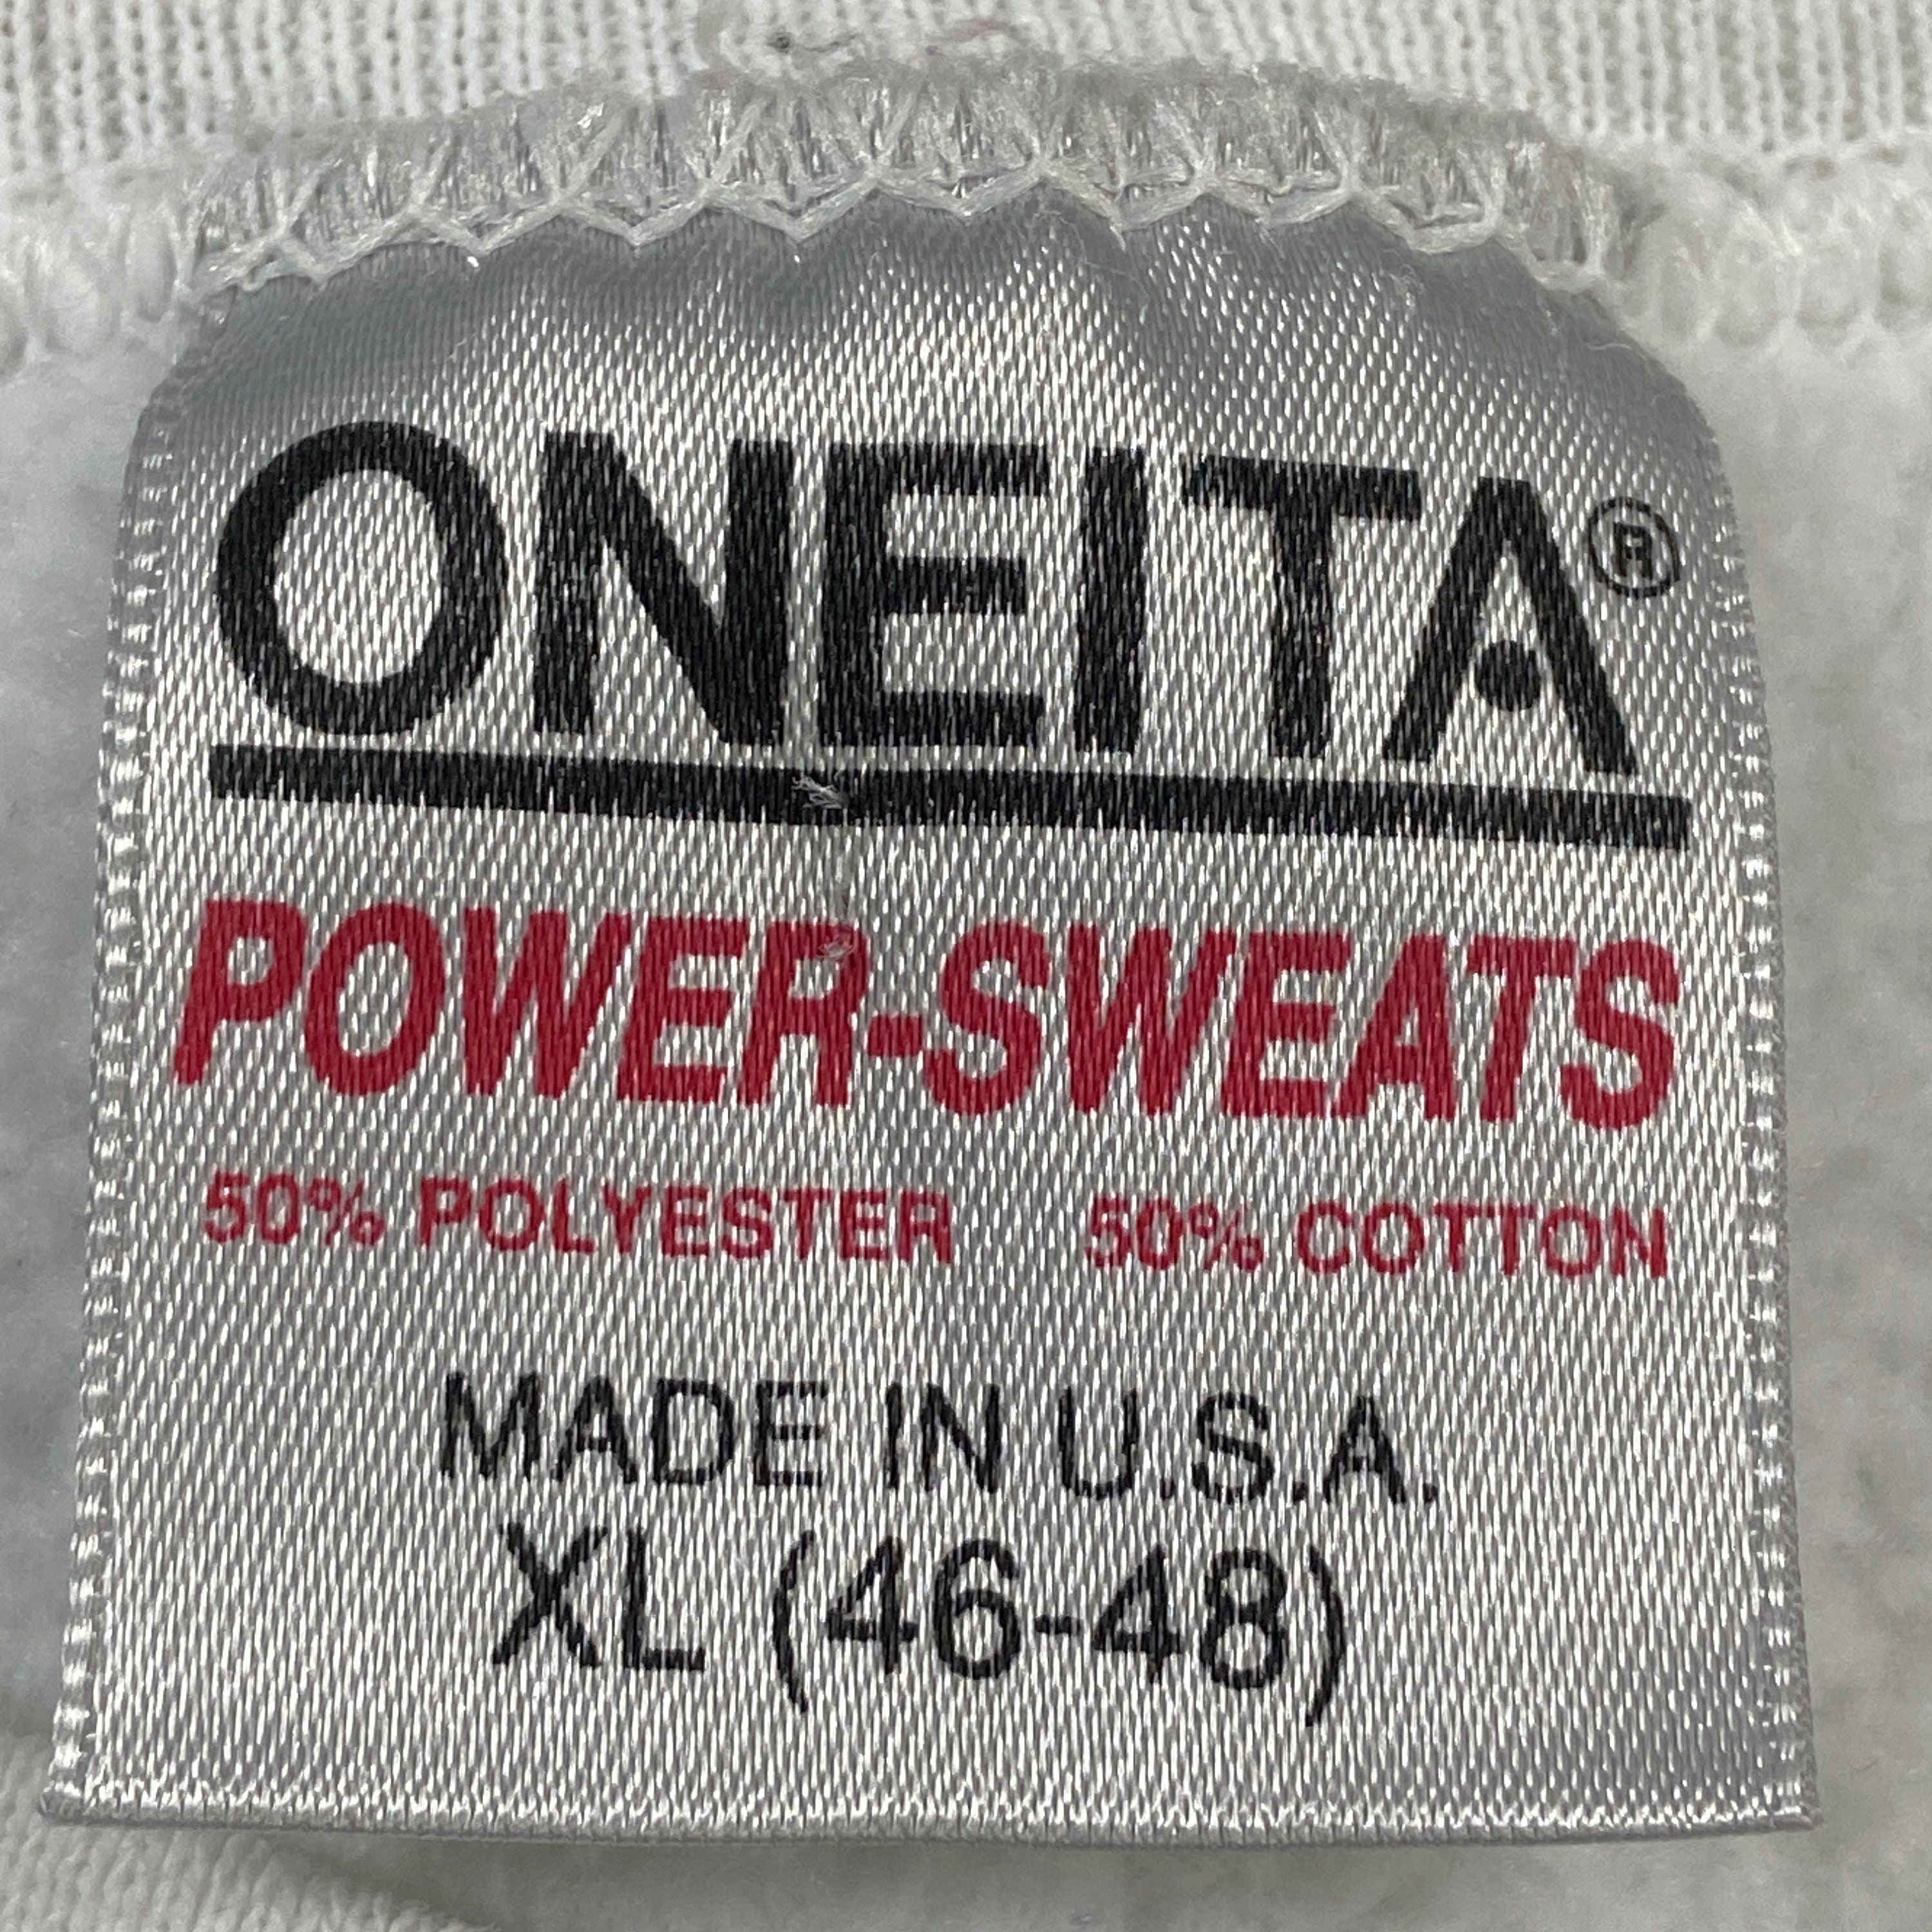 ONEITA®
POWER-SWEATS
50% POLYESTER 50% COTTON
MADE IN U.S.A.
XL (46-48)